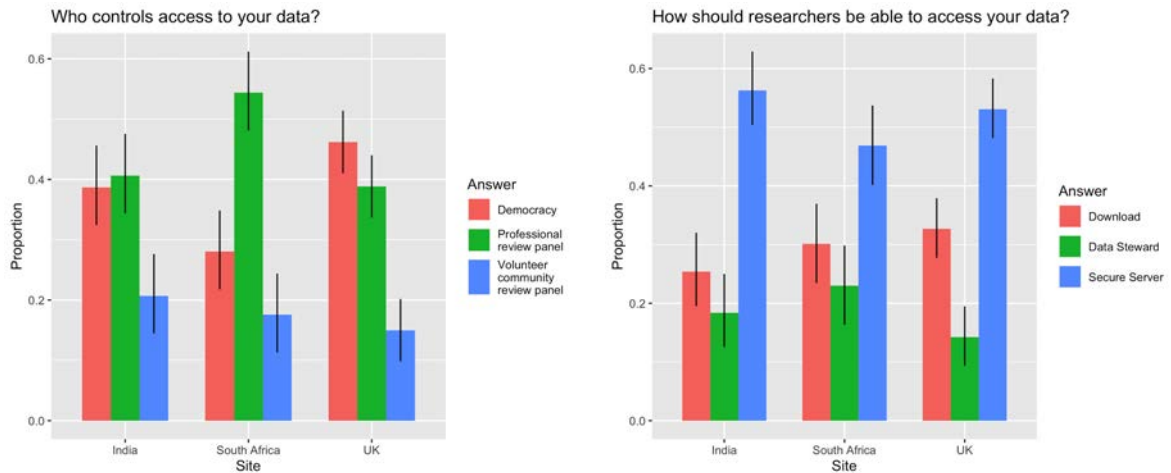 Who controls access to your data?
0.6
0.4
0.2
0.0
Proportion
India
South Africa
UK
Site
Answer
Democracy
Professional
review panel
Volunteer
community
review panel
How should researchers be able to access your data?
0.6
0.4
0.2
0.0
Proportion
India
South Africa
UK
Site
Answer
Download
Data Steward
Secure Server